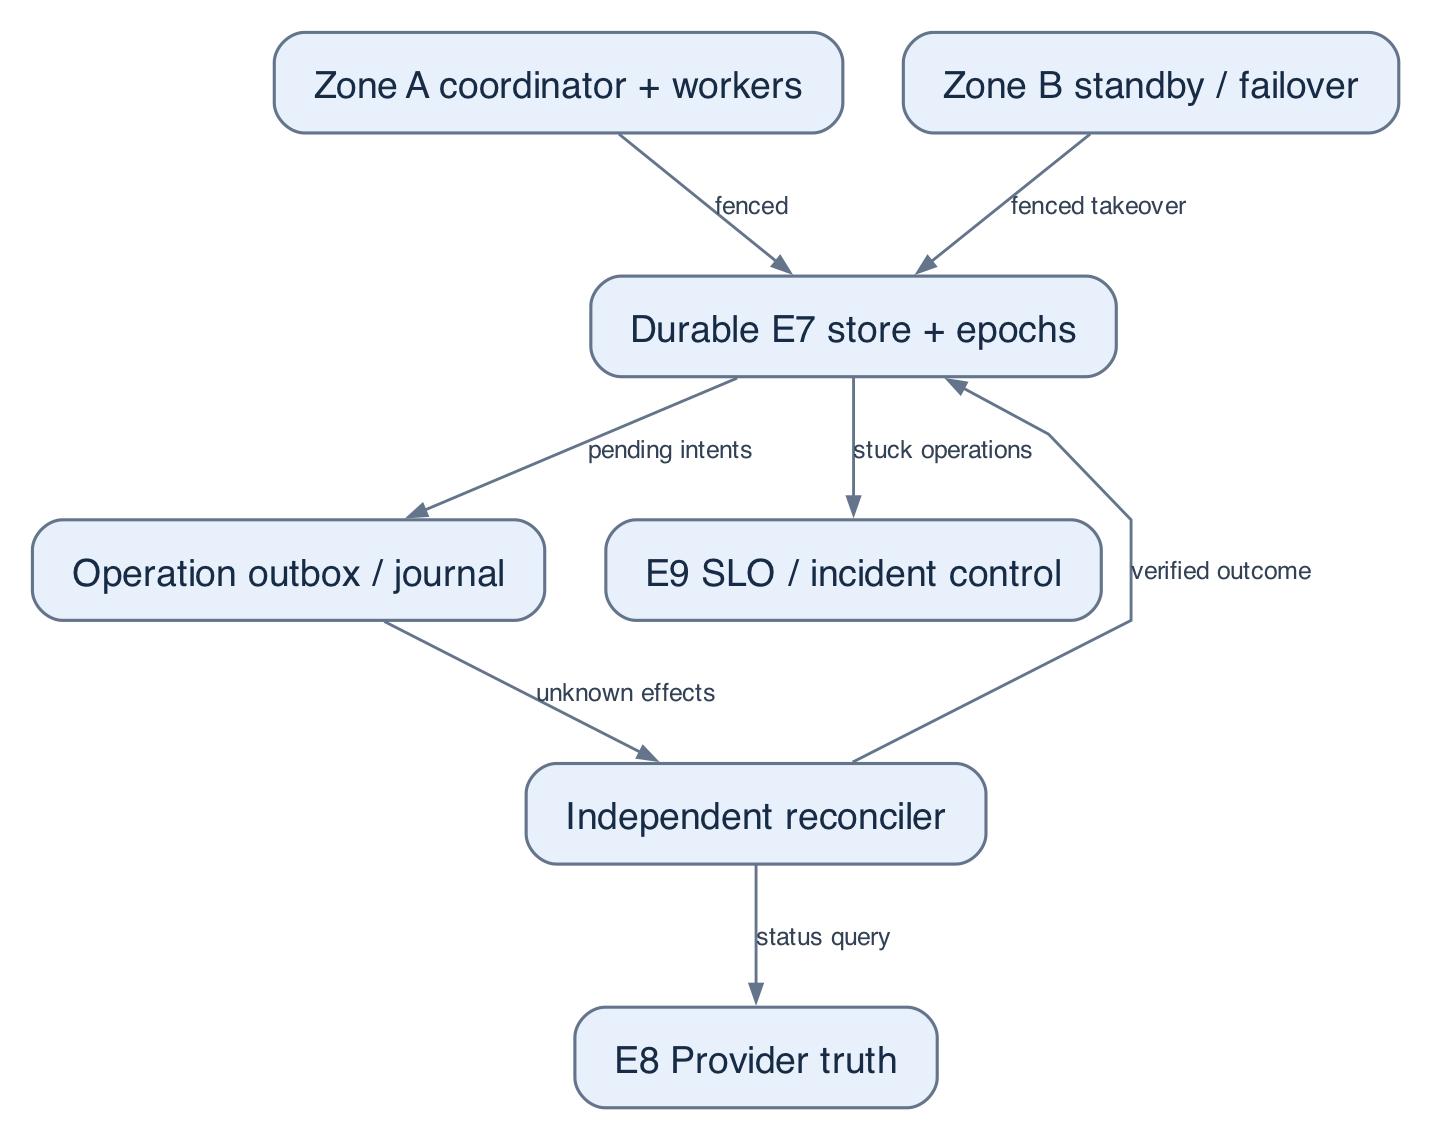 Zone A coordinator + workers
Zone B standby / failover
fenced
fenced takeover
Durable E7 store + epochs
pending intents
stuck operations
Operation outbox / journal
E9 SLO / incident control
verified outcome
unknown effects
Independent reconciler
status query
E8 Provider truth